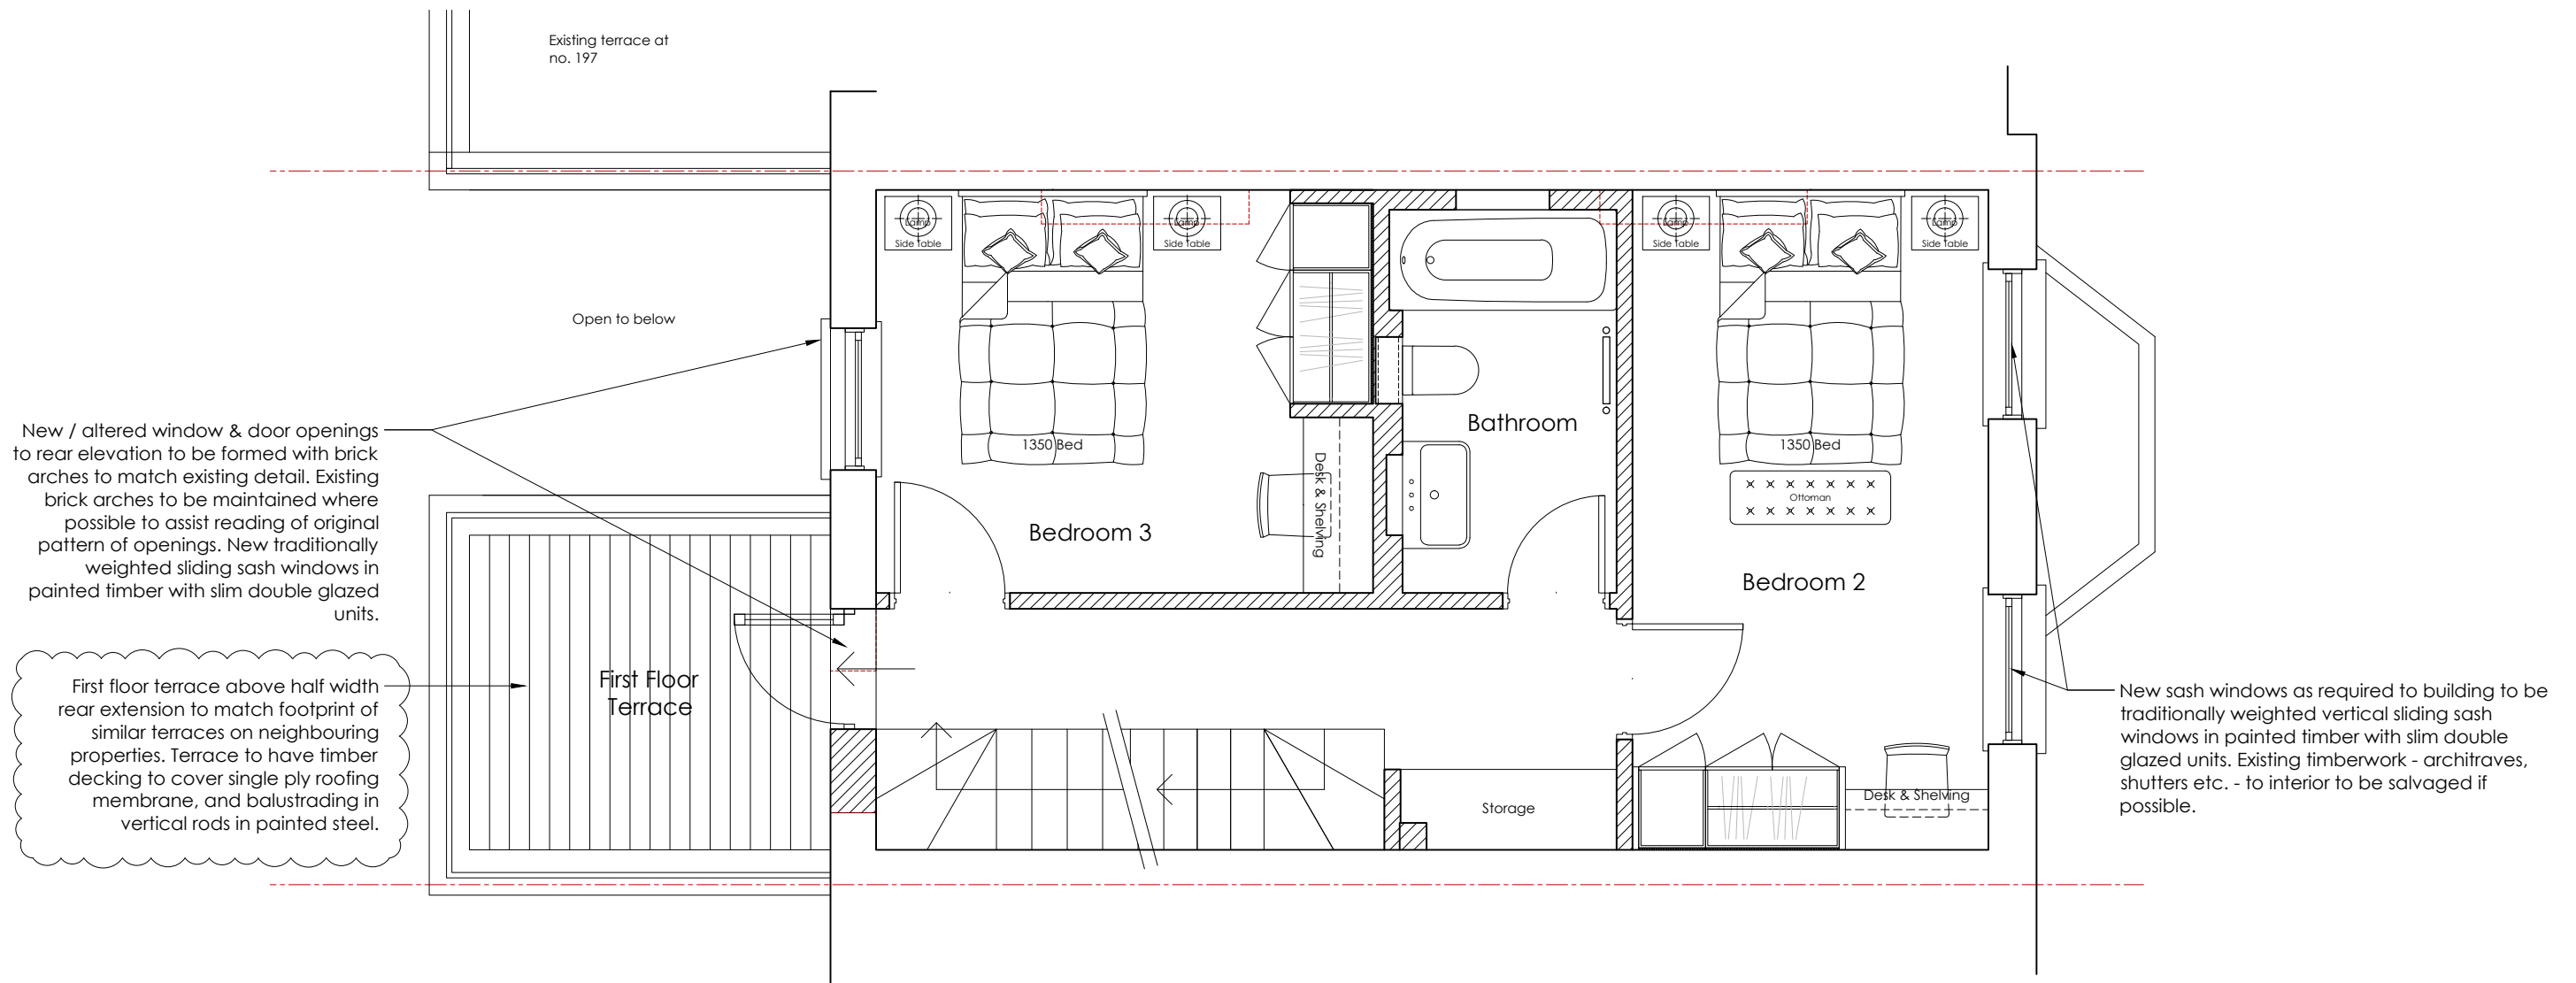 Existing terrace at
no. 197
Lamp
Side Table
Lamp
Side Table
Lamp
Side Table
Lamp
Side Table
Open to below
New / altered window & door openings
to rear elevation to be formed with brick
arches to match existing detail. Existing
brick arches to be maintained where
possible to assist reading of original
pattern of openings. New traditionally
weighted sliding sash windows in
painted timber with slim double glazed
units.
1350 Bed
Desk & Shelving
Bedroom 3
Bathroom
1350 Bed
Ottoman
Bedroom 2
First Floor
Terrace
First floor terrace above half width
rear extension to match footprint of
similar terraces on neighbouring
properties. Terrace to have timber
decking to cover single ply roofing
membrane, and balustrading in
vertical rods in painted steel.
Storage
Desk & Shelving
New sash windows as required to building to be
traditionally weighted vertical sliding sash
windows in painted timber with slim double
glazed units. Existing timberwork - architraves,
shutters etc. - to interior to be salvaged if
possible.